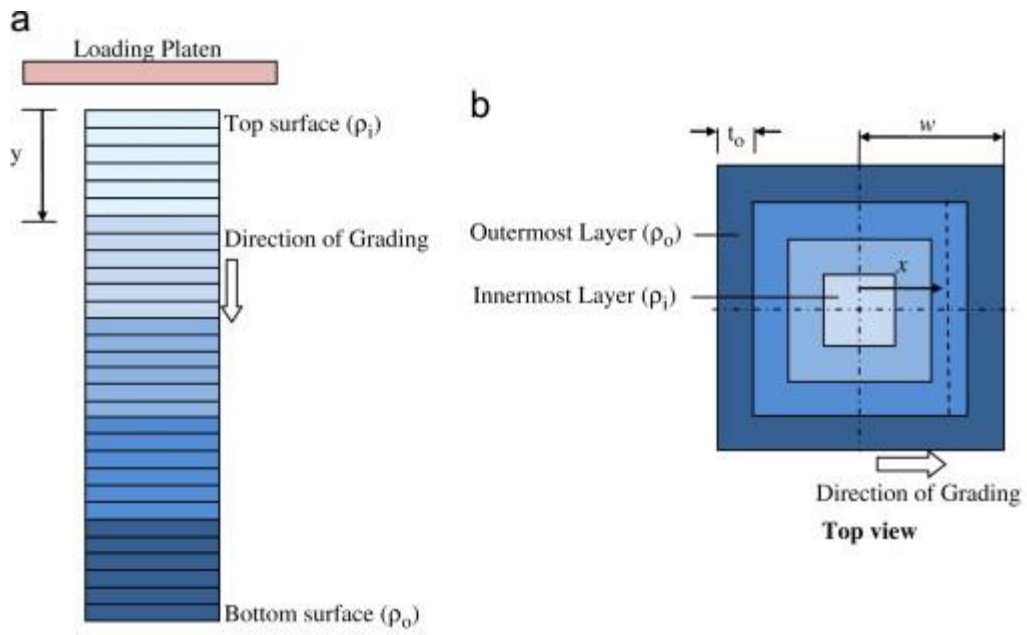 a
Loading Platen
Top surface (ρi)
y
Direction of Grading
Bottom surface (ρo)
b
to
w
Outermost Layer (ρo)
x
Innermost Layer (ρi)
Direction of Grading
Top view